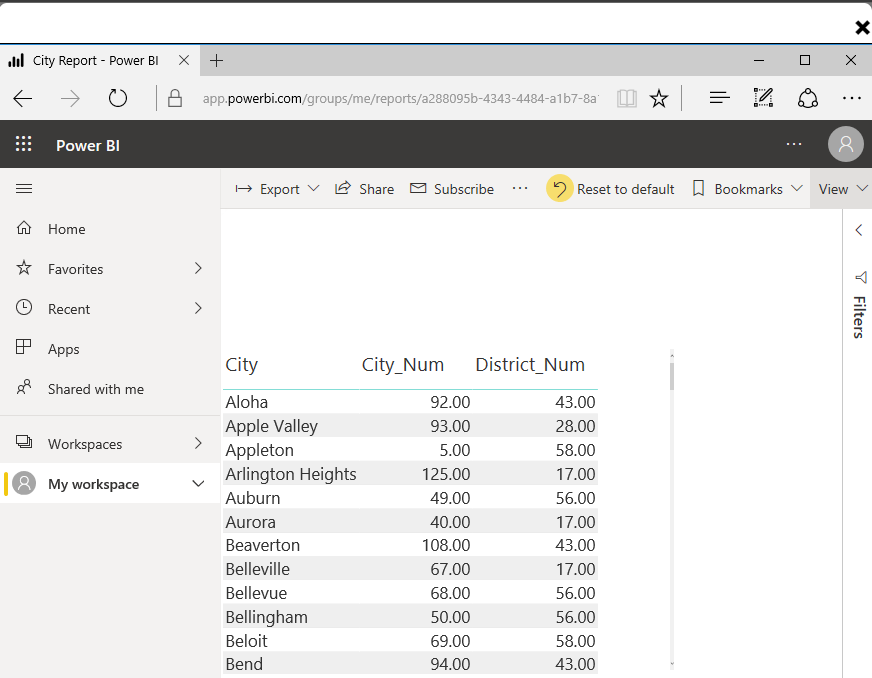 City Report - Power BI
app.powerbi.com/groups/me/reports/a288095b-4343-4484-a1b7-8a
Power BI
Export Share Subscribe Reset to default Bookmarks View
Home
Favorites
Recent
Apps
Shared with me
Workspaces
My workspace
Filters
City City_Num District_Num
Aloha 92.00 43.00
Apple Valley 93.00 28.00
Appleton 5.00 58.00
Arlington Heights 125.00 17.00
Auburn 49.00 56.00
Aurora 40.00 17.00
Beaverton 108.00 43.00
Belleville 67.00 17.00
Bellevue 68.00 56.00
Bellingham 50.00 56.00
Beloit 69.00 58.00
Bend 94.00 43.00